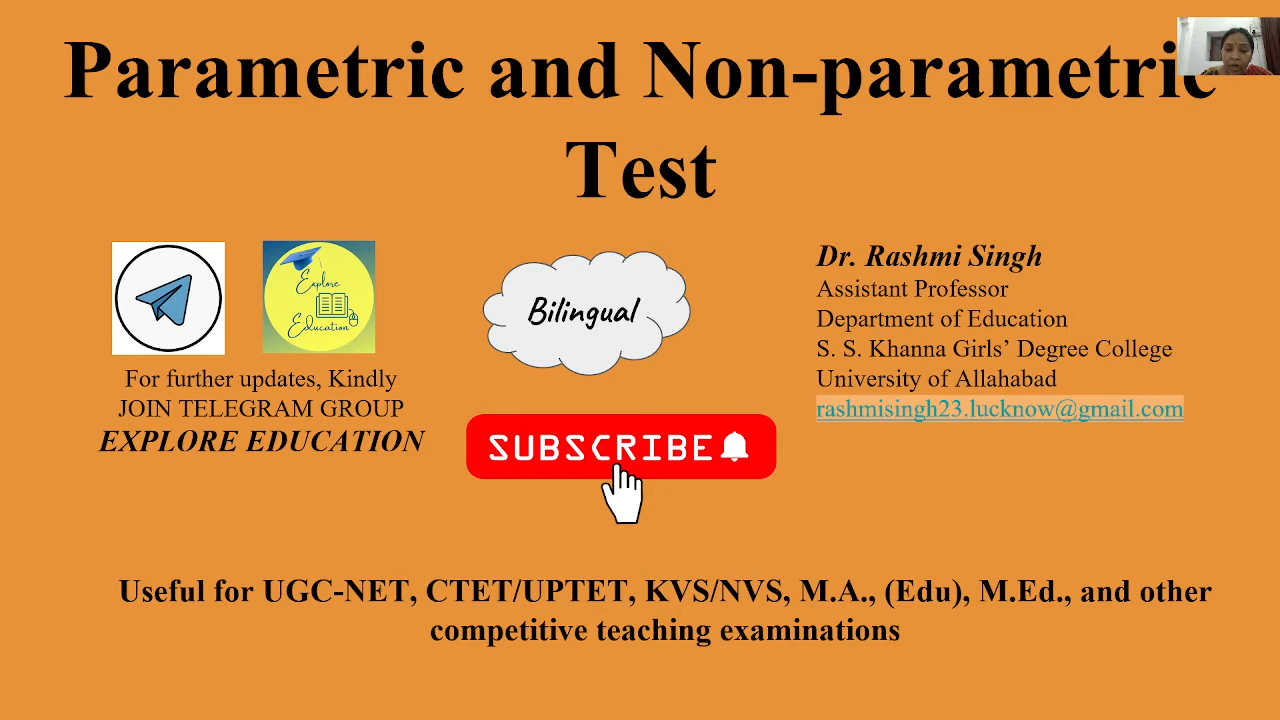 Parametric and Non-parametric
Test
Explore
Education
For further updates, Kindly
JOIN TELEGRAM GROUP
EXPLORE EDUCATION
Bilingual
SUBSCRIBE
Dr. Rashmi Singh
Assistant Professor
Department of Education
S. S. Khanna Girls’ Degree College
University of Allahabad
rashmisingh23.lucknow@gmail.com
Useful for UGC-NET, CTET/UPTET, KVS/NVS, M.A., (Edu), M.Ed., and other
competitive teaching examinations